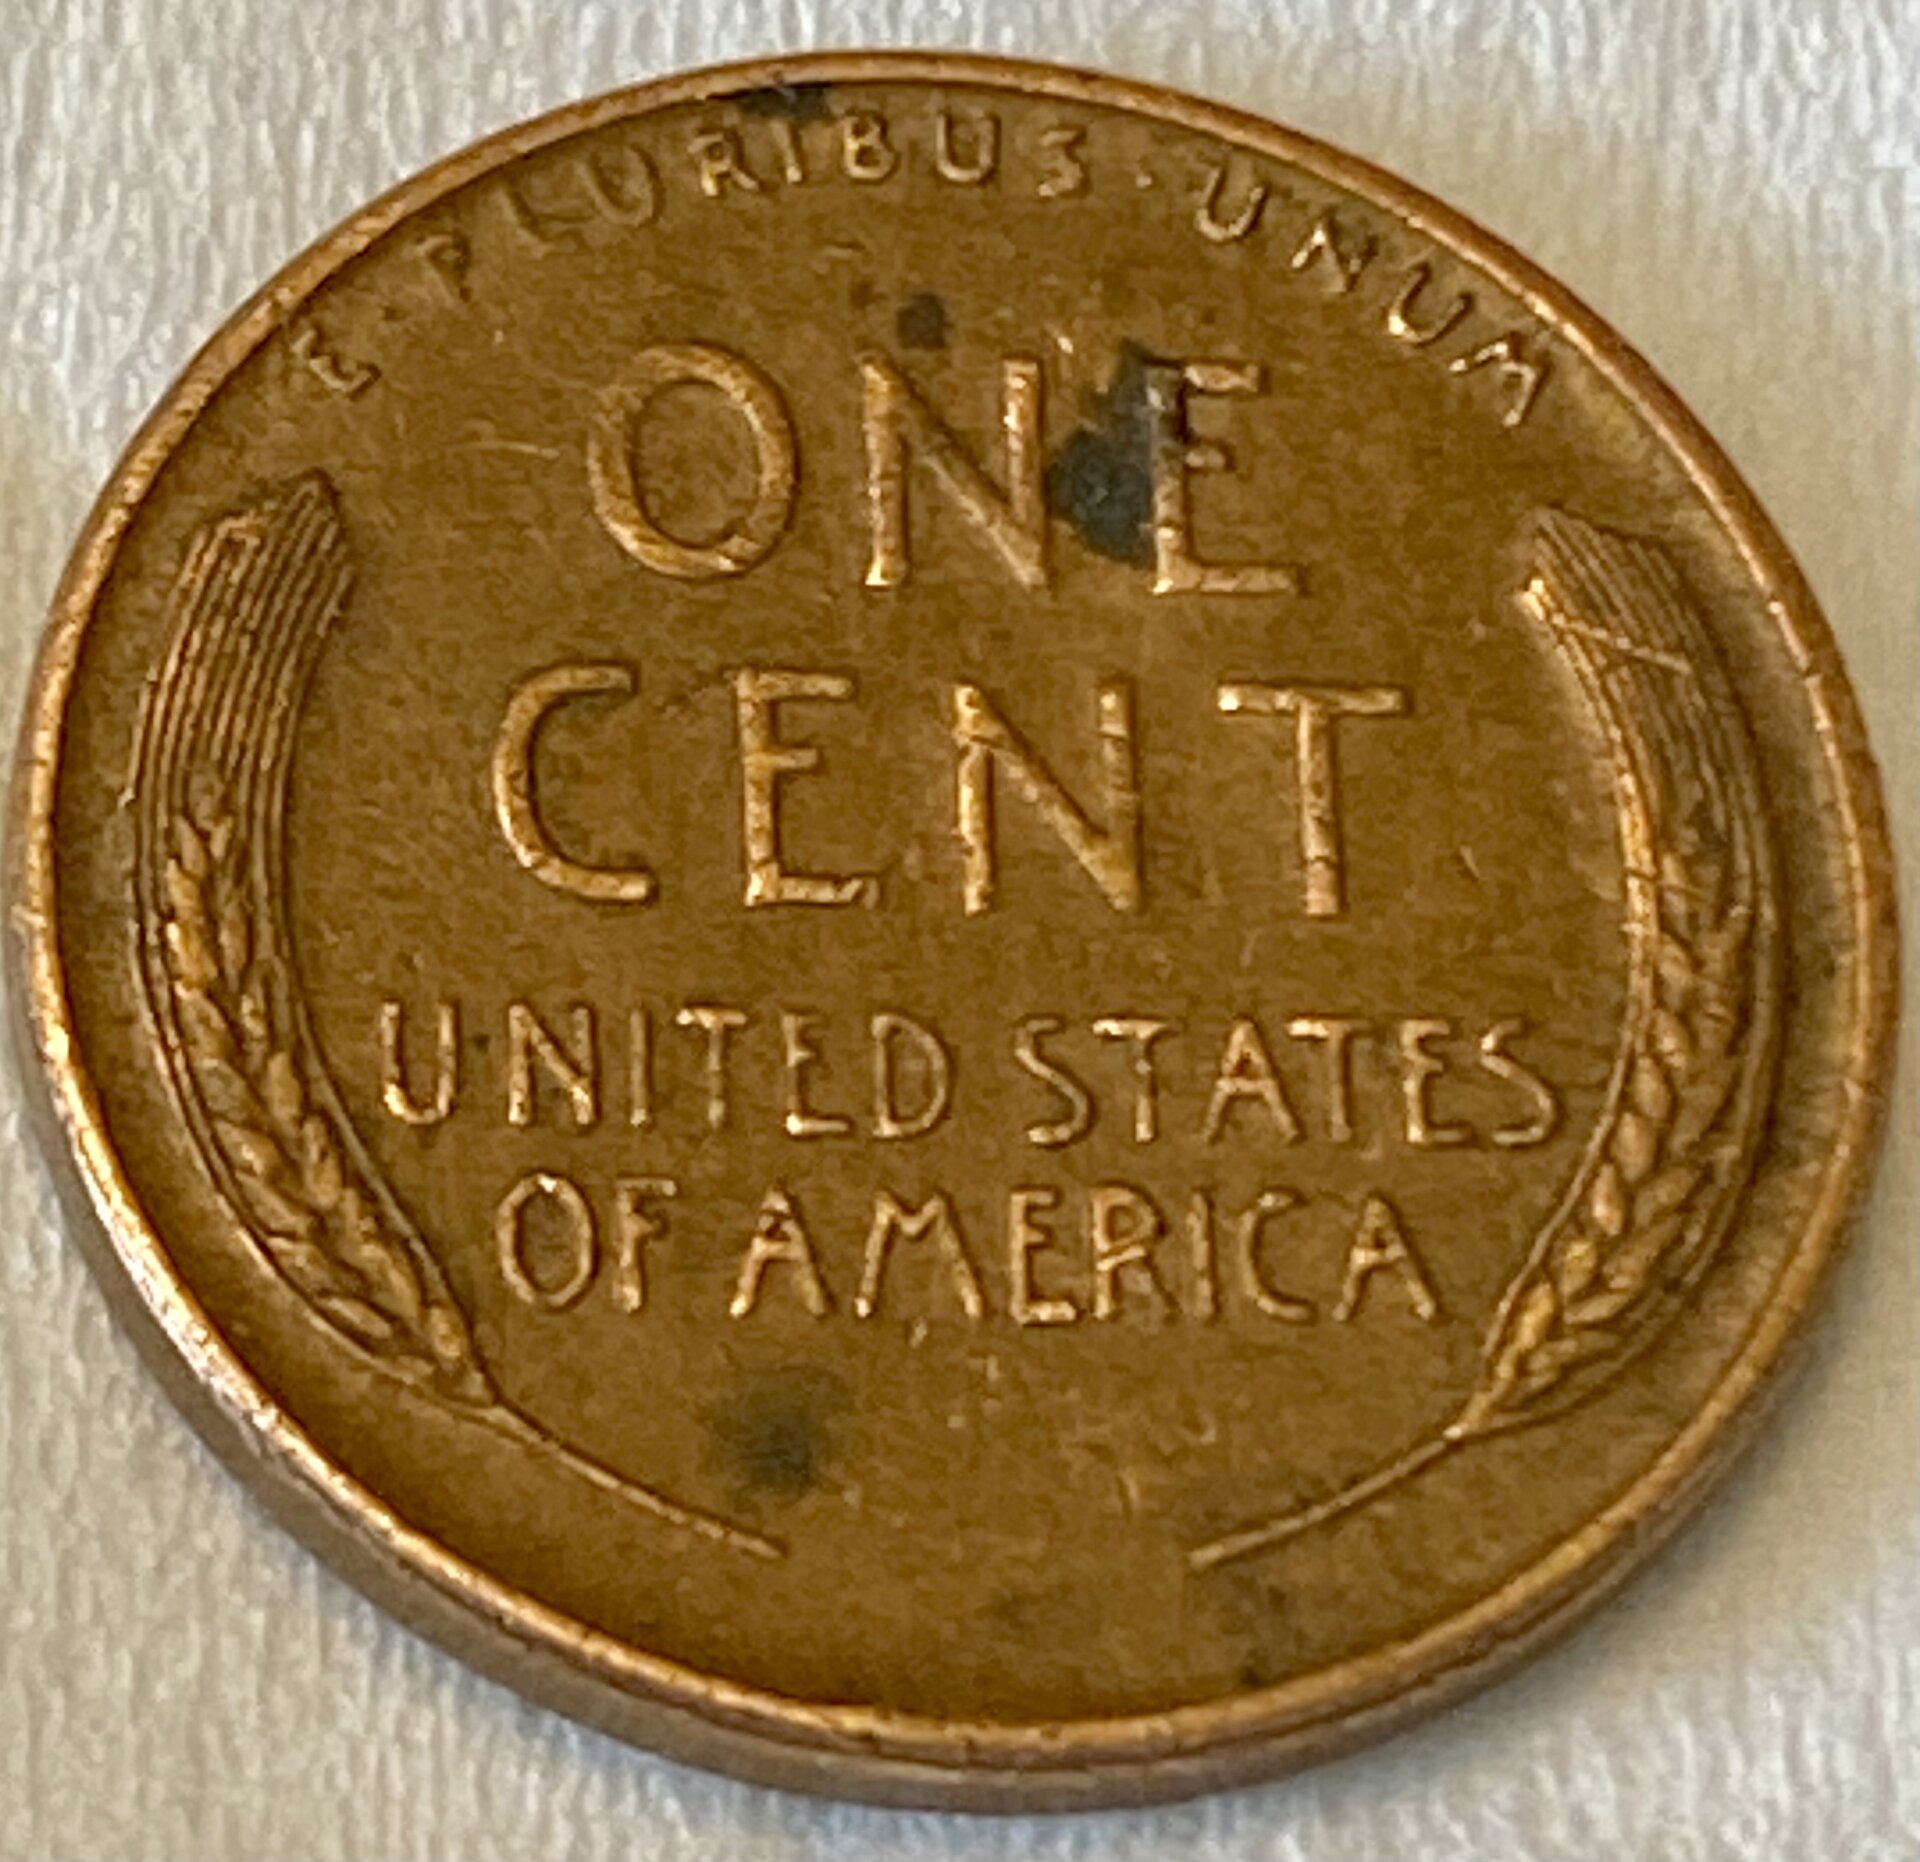 E·PLURIBUS·UNUM
ONE
CENT
UNITED STATES
OF AMERICA